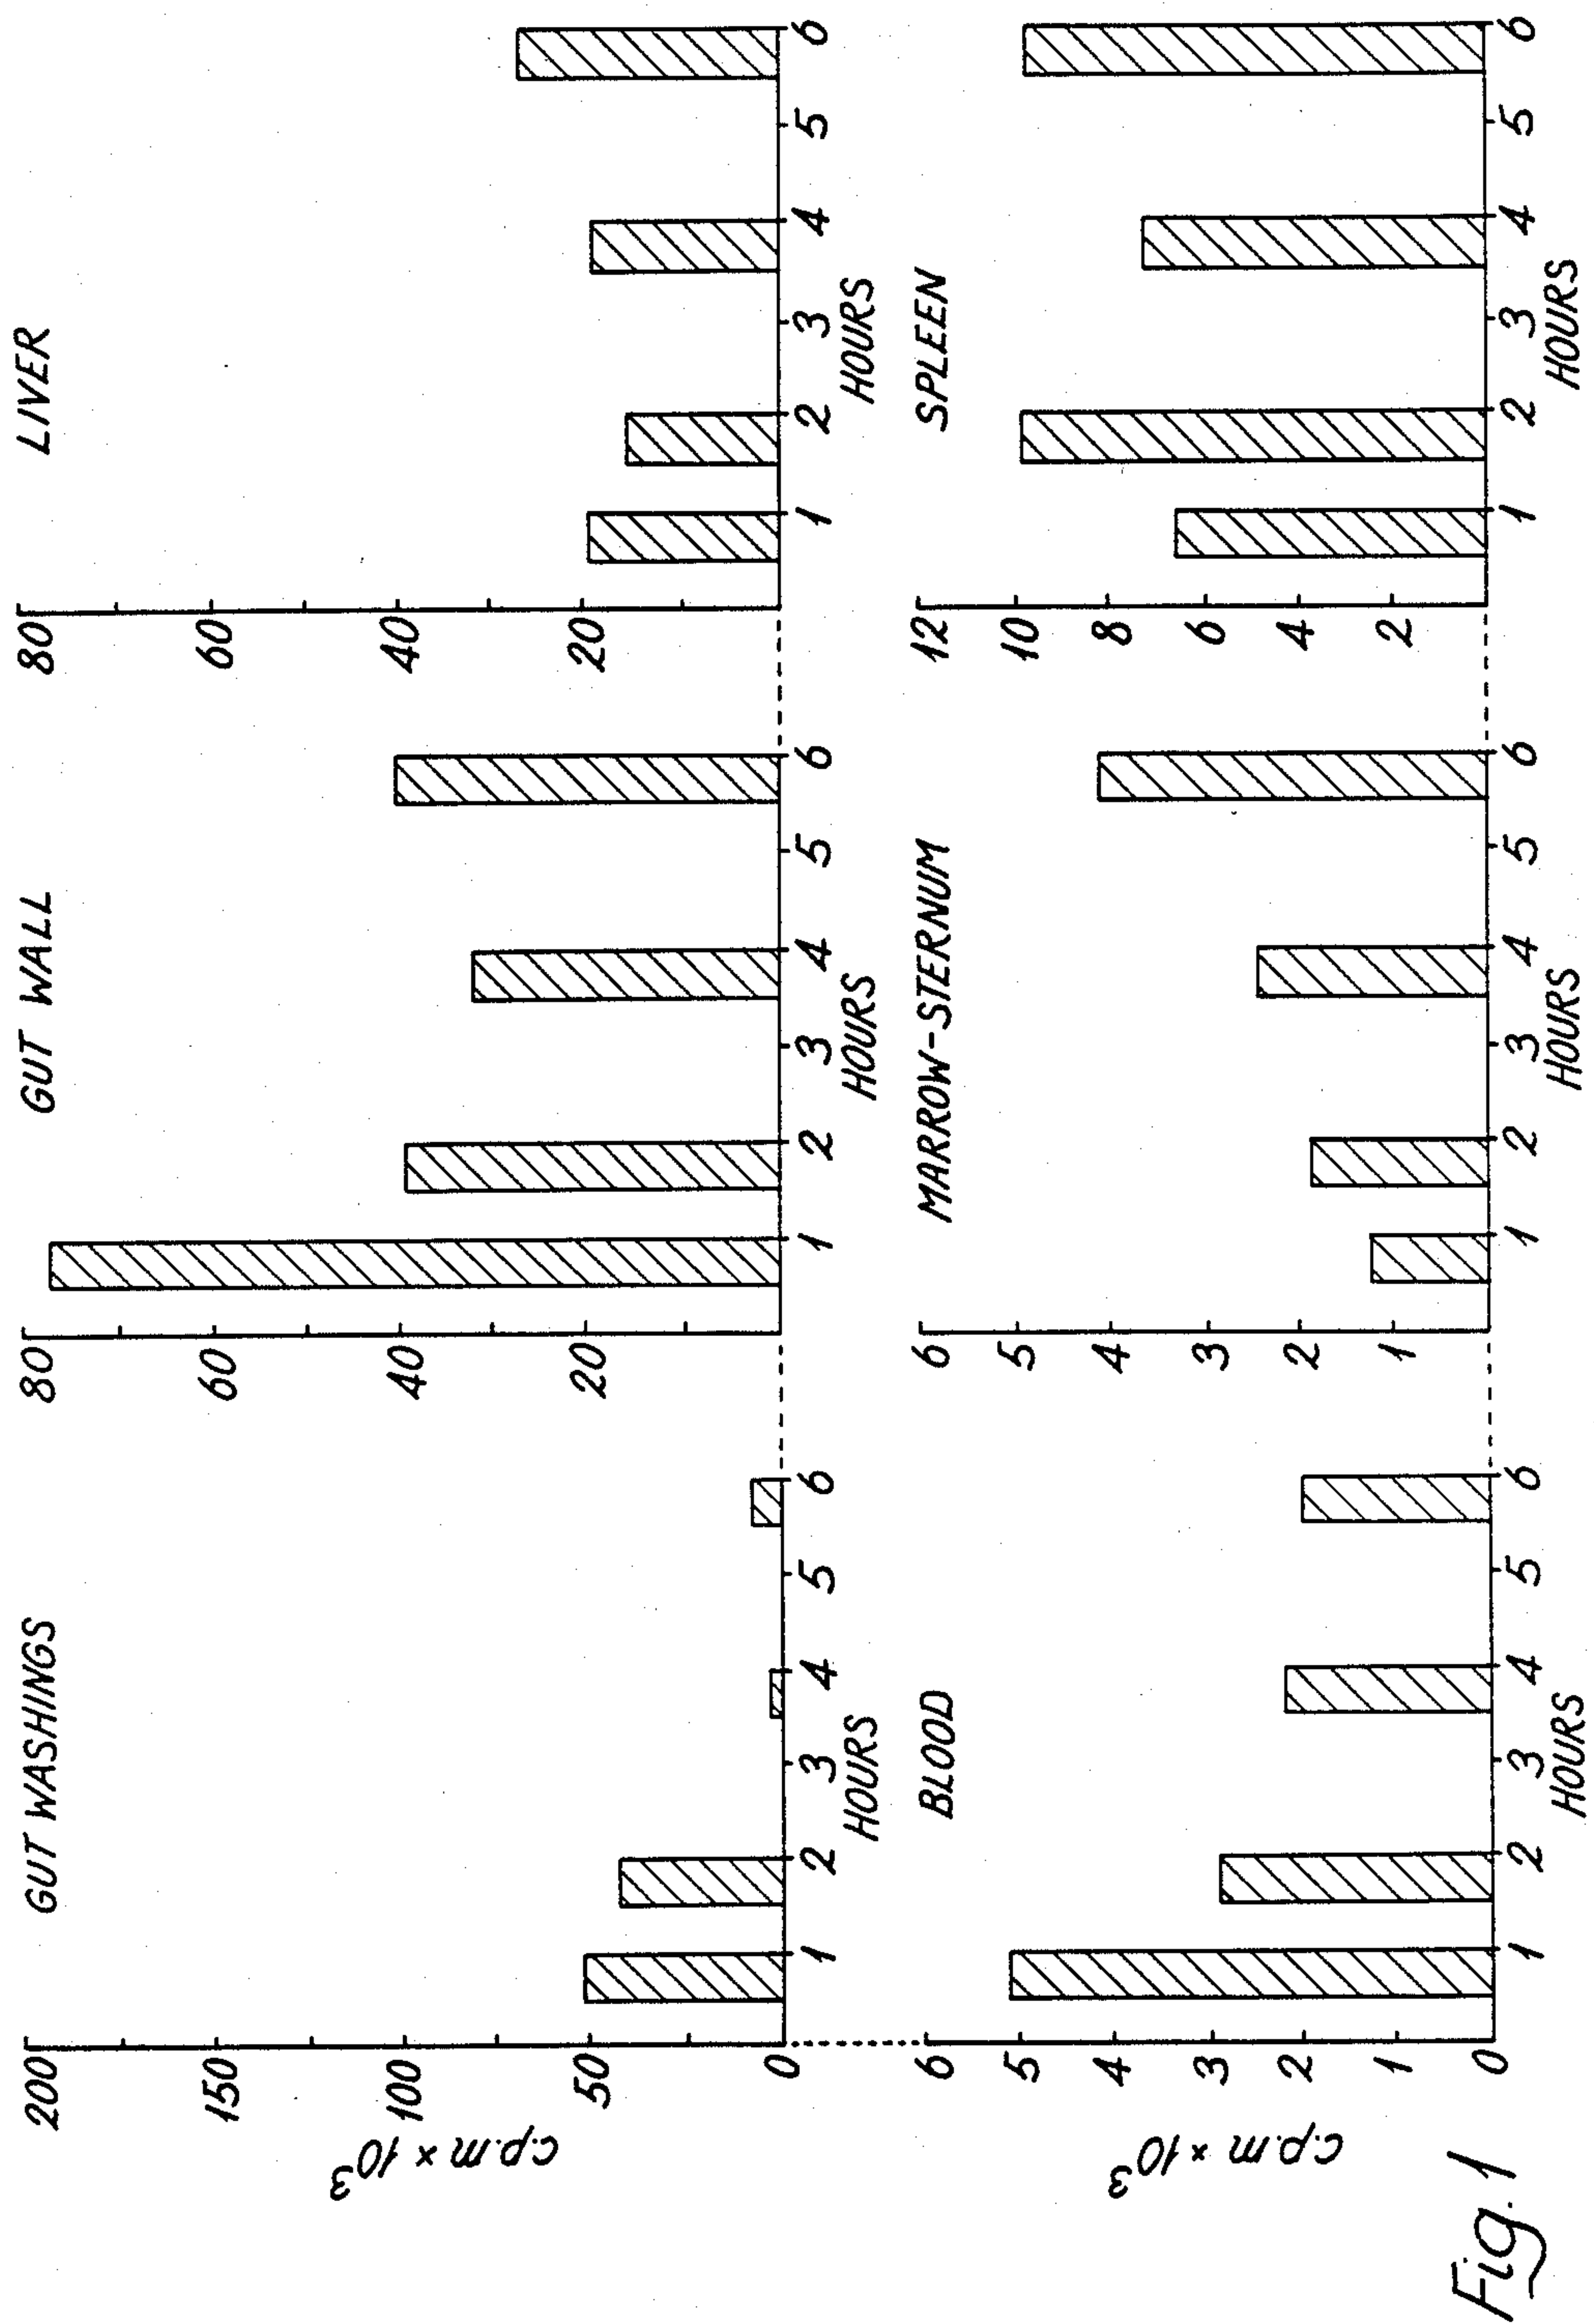 GUT WASHINGS
200
150
100
50
0
c.p.m × 10³
1 2 3 4 5 6
HOURS
GUT WALL
80
60
40
20
1 2 3 4 5 6
HOURS
LIVER
80
60
40
20
1 2 3 4 5 6
HOURS
BLOOD
6
5
4
3
2
1
0
c.p.m × 10³
1 2 3 4 5 6
HOURS
MARROW-STERNUM
6
5
4
3
2
1
1 2 3 4 5 6
HOURS
SPLEEN
12
10
8
6
4
2
1 2 3 4 5 6
HOURS
Fig. 1